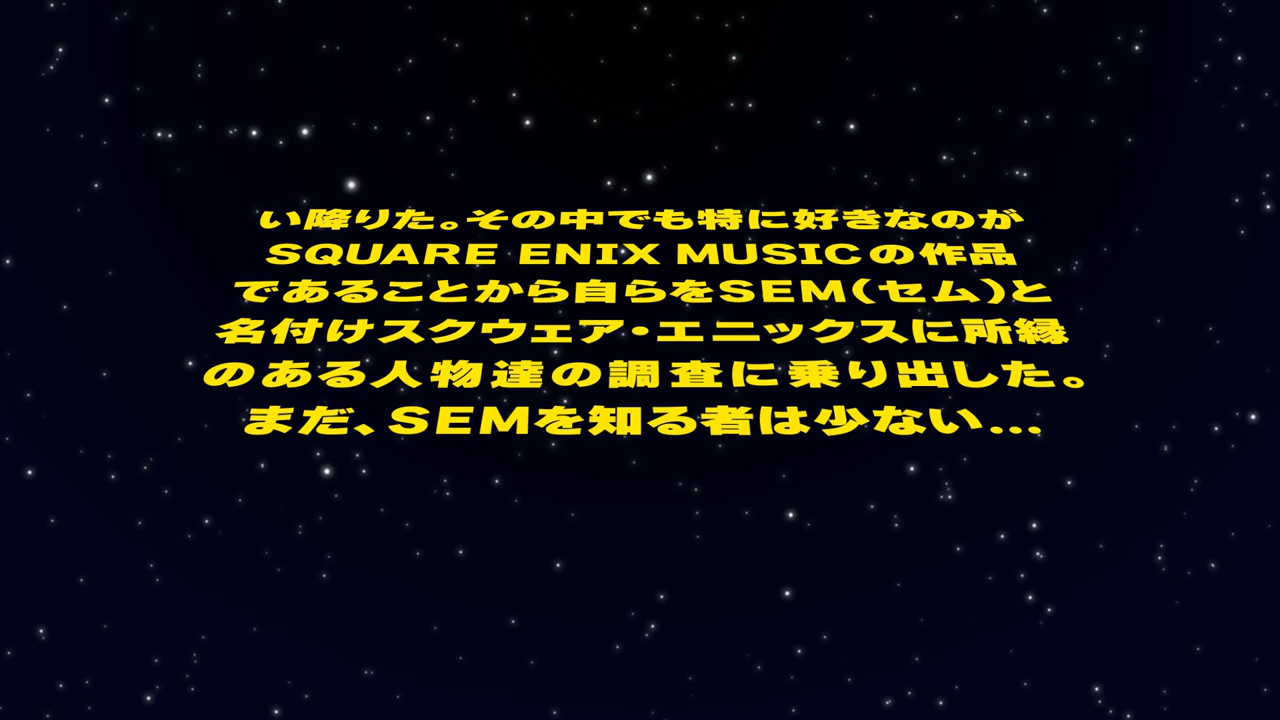 い降りた。その中でも特に好きなのが
SQUARE ENIX MUSICの作品
であることから自らをSEM(セム)と
名付けスクウェア・エニックスに所縁
のある人物達の調査に乗り出した。
まだ、SEMを知る者は少ない…